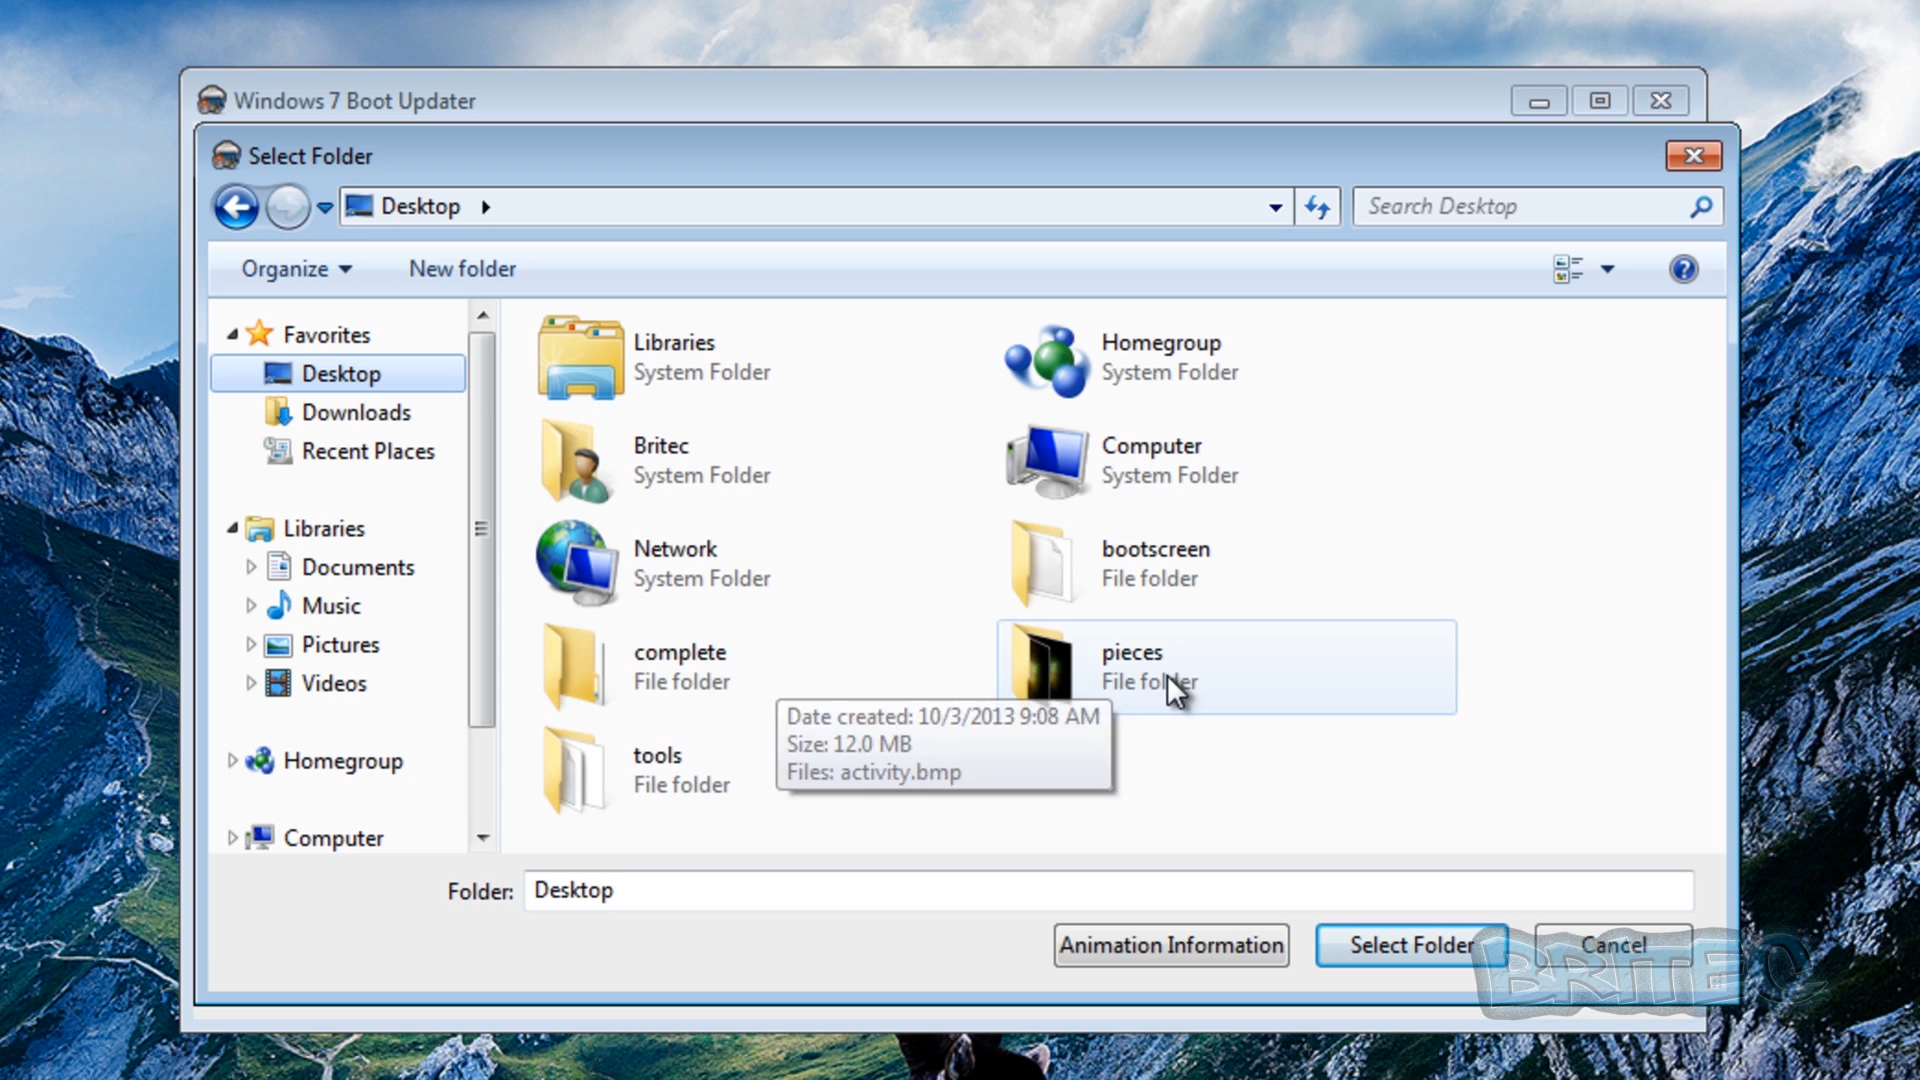 Windows 7 Boot Updater
Select Folder
Desktop
Search Desktop
Organize
New folder
Favorites
Desktop
Downloads
Recent Places
Libraries
Documents
Music
Pictures
Videos
Homegroup
Computer
Libraries
System Folder
Homegroup
System Folder
Britec
System Folder
Computer
System Folder
Network
System Folder
bootscreen
File folder
complete
File folder
pieces
File folder
tools
File folder
Date created: 10/3/2013 9:08 AM
Size: 12.0 MB
Files: activity.bmp
Folder: Desktop
Animation Information
Select Folder
Cancel
BRITEC